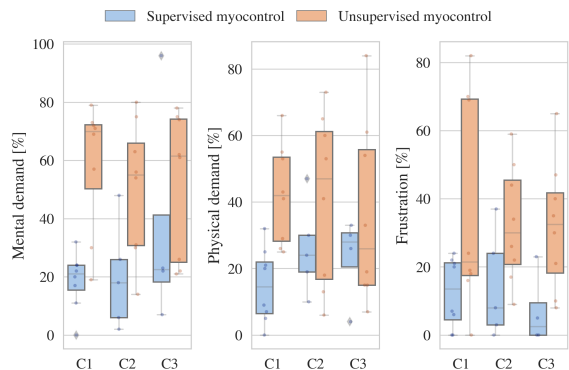 Supervised myocontrol Unsupervised myocontrol
Mental demand [%]
100
80
60
40
20
0
C1 C2 C3
Physical demand [%]
80
60
40
20
0
C1 C2 C3
Frustration [%]
80
60
40
20
0
C1 C2 C3